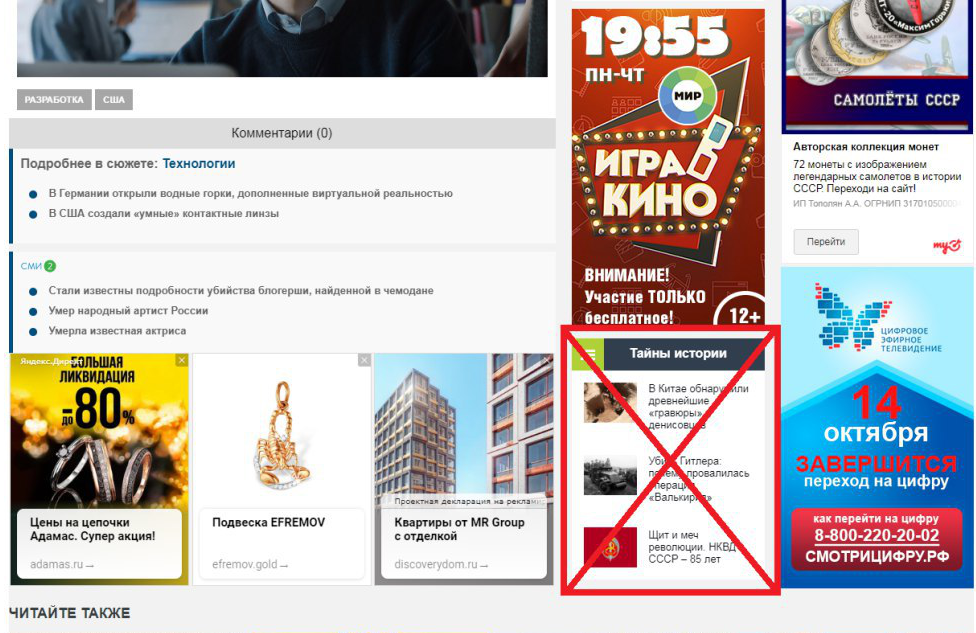 РАЗРАБОТКА США
Комментарии (0)
Подробнее в сюжете: Технологии
В Германии открыли водные горки, дополненные виртуальной реальностью
В США создали «умные» контактные линзы
СМИ 2
Стали известны подробности убийства блогерши, найденной в чемодане
Умер народный артист России
Умерла известная актриса
Яндекс.Директ
БОЛЬШАЯ
ЛИКВИДАЦИЯ
до -80%
Цены на цепочки
Адамас. Супер акция!
adamas.ru→
Подвеска EFREMOV
efremov.gold→
Проектная декларация на реклами
Квартиры от MR Group
с отделкой
discoverydom.ru→
ЧИТАЙТЕ ТАКЖЕ
19:55
ПН-ЧТ
МИР
ИГРА
КИНО
ВНИМАНИЕ!
Участие ТОЛЬКО
бесплатное!
12+
Тайны истории
В Китае обнаружили
древнейшие
«гравюры»
денисовцев
Убить Гитлера:
почему провалилась
операция
«Валькирия»
Щит и меч
революции. НКВД
СССР – 85 лет
АНТ-20 «Максим Горький»
САМОЛЁТЫ СССР
Авторская коллекция монет
72 монеты с изображением
легендарных самолетов в истории
СССР. Переходи на сайт!
ИП Тополян А.А. ОГРНИП 31701050000
Перейти
ЦИФРОВОЕ
ЭФИРНОЕ
ТЕЛЕВИДЕНИЕ
14
октября
ЗАВЕРШИТСЯ
переход на цифру
как перейти на цифру
8-800-220-20-02
СМОТРИЦИФРУ.РФ